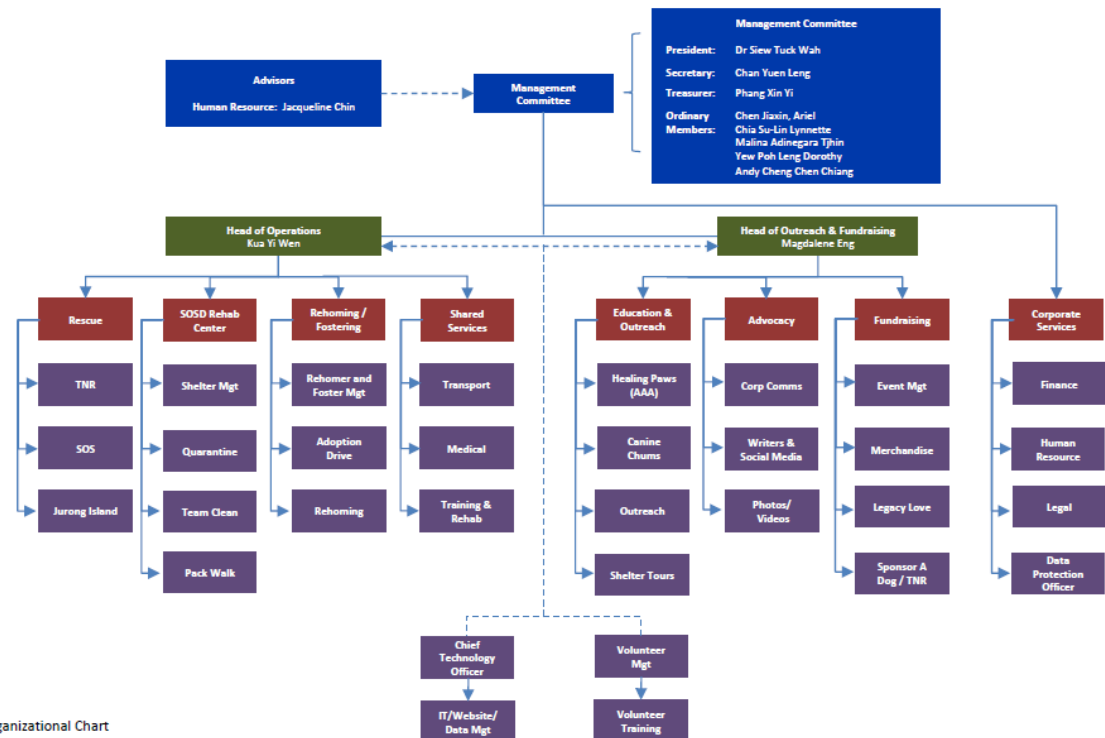 Management Committee
President: Dr Siew Tuck Wah
Secretary: Chan Yuen Leng
Treasurer: Phang Xin Yi
Ordinary Chen Jiaxin, Ariel
Members: Chia Su-Lin Lynnette
Malina Adinegara Tjhin
Yew Poh Leng Dorothy
Andy Cheng Chen Chiang
Advisors
Human Resource: Jacqueline Chin
Management
Committee
Head of Operations
Kua Yi Wen
Head of Outreach & Fundraising
Magdalene Eng
Rescue
TNR
SOS
Jurong Island
SOSD Rehab
Center
Shelter Mgt
Quarantine
Team Clean
Pack Walk
Rehoming /
Fostering
Rehomer and
Foster Mgt
Adoption
Drive
Rehoming
Shared
Services
Transport
Medical
Training &
Rehab
Education &
Outreach
Healing Paws
(AAA)
Canine
Chums
Outreach
Shelter Tours
Advocacy
Corp Comms
Writers &
Social Media
Photos/
Videos
Fundraising
Event Mgt
Merchandise
Legacy Love
Sponsor A
Dog / TNR
Corporate
Services
Finance
Human
Resource
Legal
Data
Protection
Officer
Chief
Technology
Officer
IT/Website/
Data Mgt
Volunteer
Mgt
Volunteer
Training
ganizational Chart